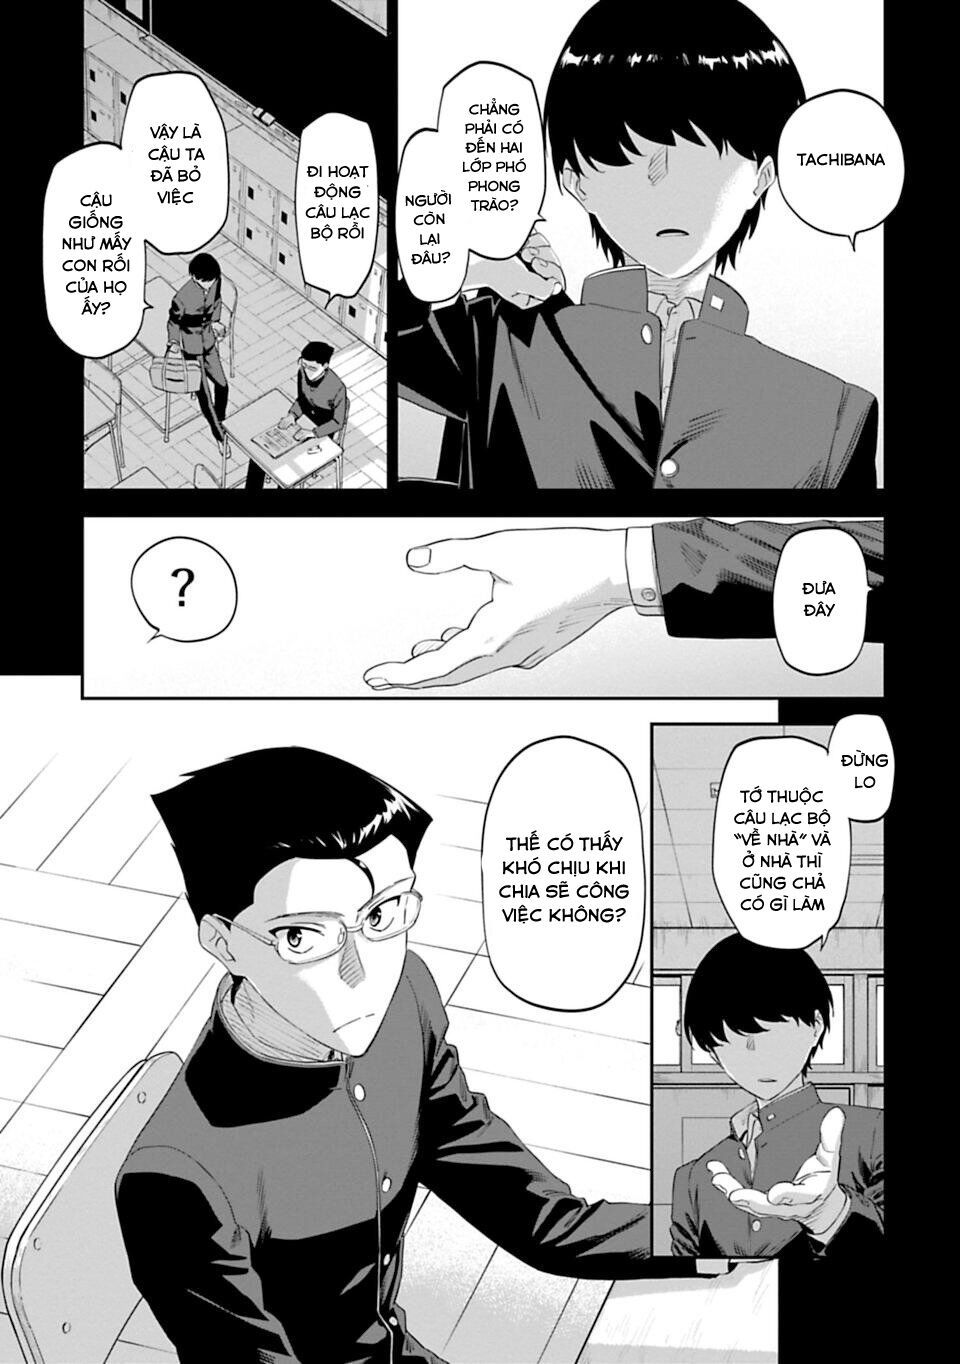 TACHIBANA
CHẲNG
PHẢI CÓ
ĐẾN HAI
LỚP PHÓ
PHONG
TRÀO?
NGƯỜI
CÒN
LẠI
ĐÂU?
ĐI HOẠT
ĐỘNG
CÂU LẠC
BỘ RỒI
VẬY LÀ
CẬU TA
ĐÃ BỎ
VIỆC
CẬU
GIỐNG
NHƯ MẤY
CON RỐI
CỦA HỌ
ẤY?
ĐƯA
ĐÂY
?
ĐỪNG
LO
TỚ THUỘC
CÂU LẠC BỘ
"VỀ NHÀ" VÀ
Ở NHÀ THÌ
CŨNG CHẢ
CÓ GÌ LÀM
THẾ CÓ THẤY
KHÓ CHỊU KHI
CHIA SẼ CÔNG
VIỆC KHÔNG?